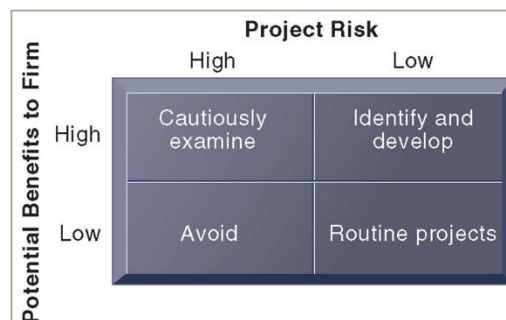 Project Risk
High Low
Potential Benefits to Firm
High
Cautiously
examine
Identify and
develop
Low
Avoid
Routine projects